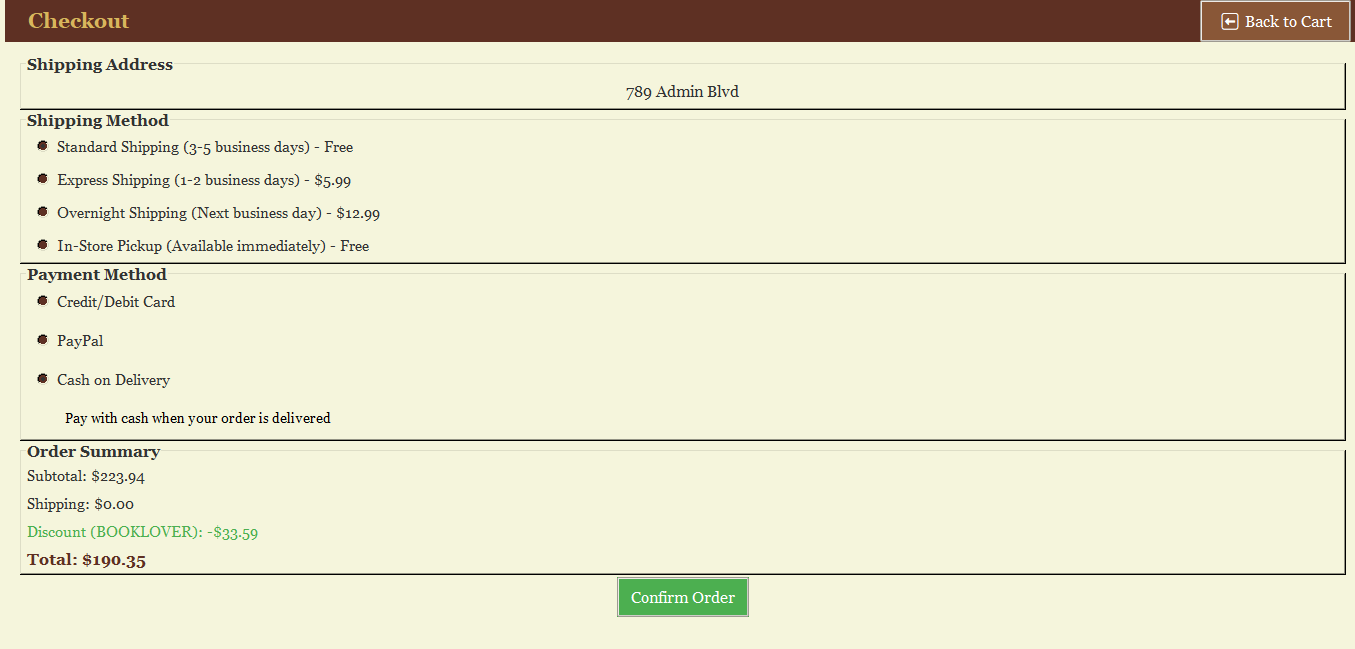 Checkout
Back to Cart
Shipping Address
789 Admin Blvd
Shipping Method
Standard Shipping (3-5 business days) - Free
Express Shipping (1-2 business days) - $5.99
Overnight Shipping (Next business day) - $12.99
In-Store Pickup (Available immediately) - Free
Payment Method
Credit/Debit Card
PayPal
Cash on Delivery
Pay with cash when your order is delivered
Order Summary
Subtotal: $223.94
Shipping: $0.00
Discount (BOOKLOVER): -$33.59
Total: $190.35
Confirm Order